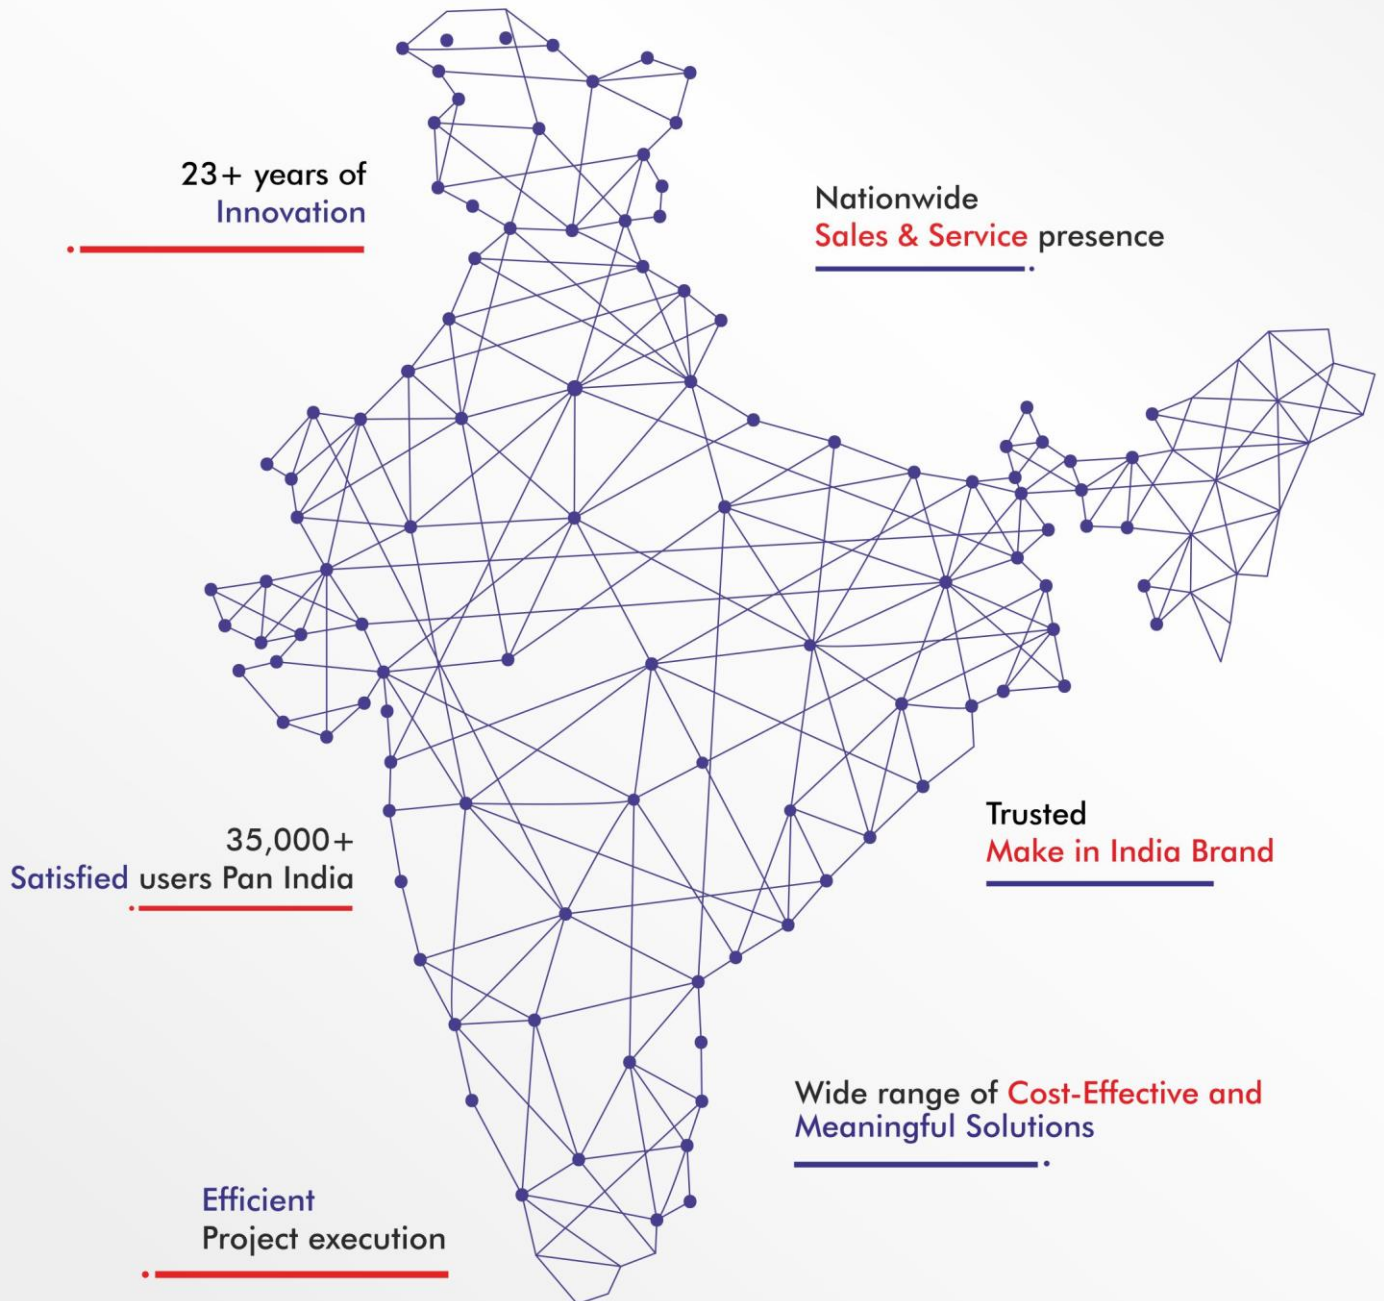 23+ years of
Innovation
Nationwide
Sales & Service presence
35,000+
Satisfied users Pan India
Trusted
Make in India Brand
Wide range of Cost-Effective and
Meaningful Solutions
Efficient
Project execution